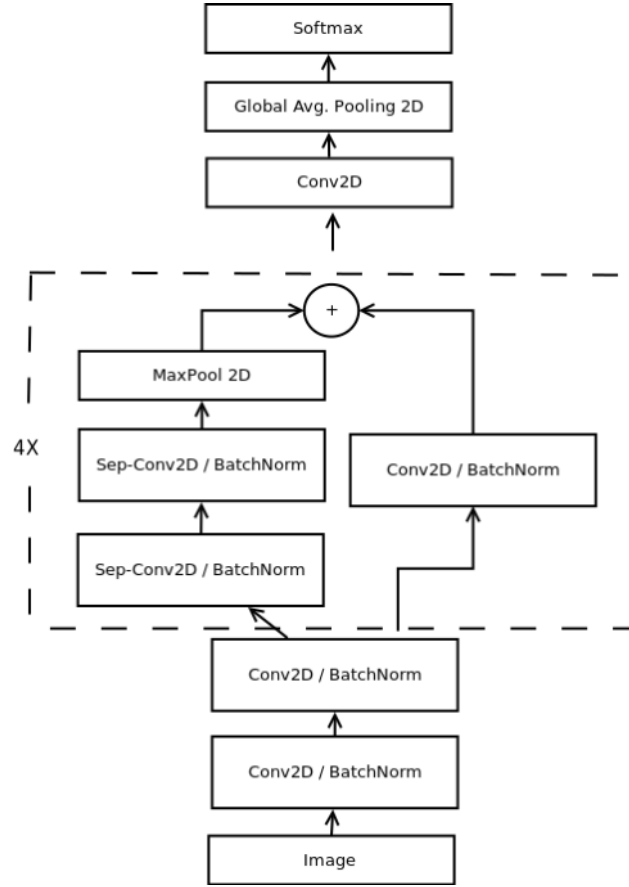 Softmax
Global Avg. Pooling 2D
Conv2D
+
MaxPool 2D
4X
Sep-Conv2D / BatchNorm
Conv2D / BatchNorm
Sep-Conv2D / BatchNorm
Conv2D / BatchNorm
Conv2D / BatchNorm
Image